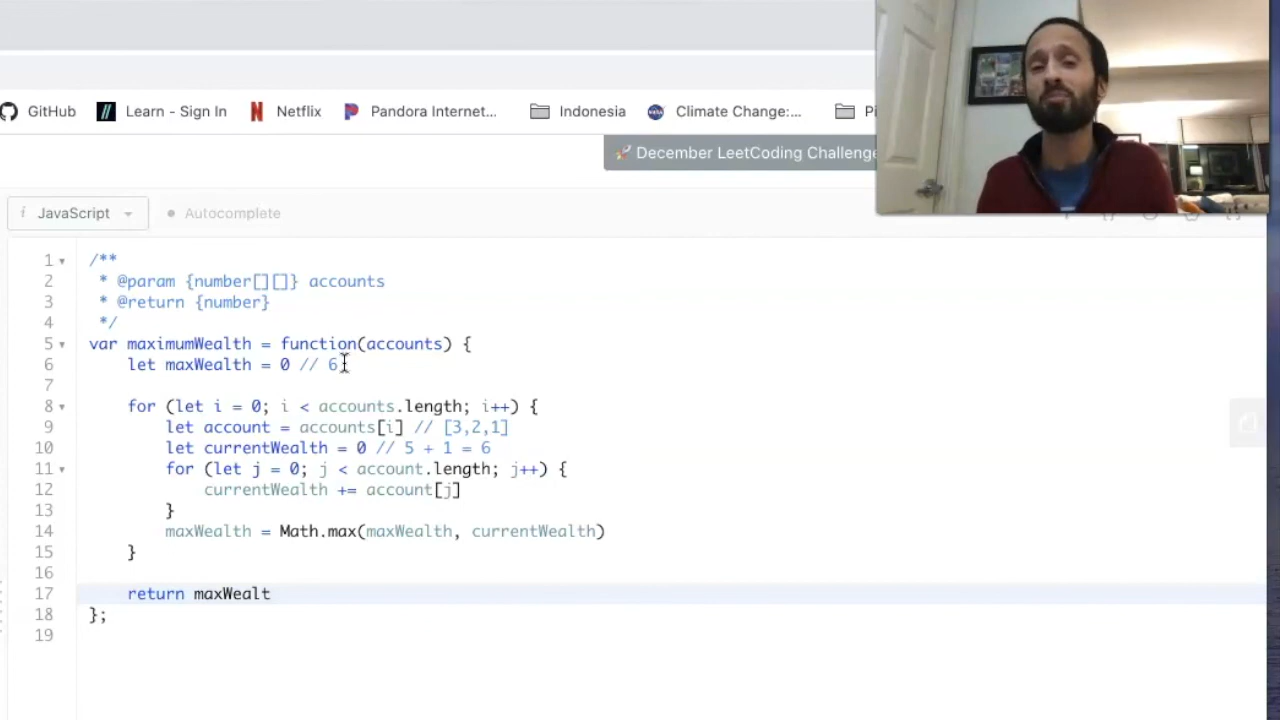 GitHub Learn - Sign In Netflix Pandora Internet... Indonesia Climate Change:...
December LeetCoding Challenge
i JavaScript Autocomplete
1 /**
2 * @param {number[][]} accounts
3 * @return {number}
4 */
5 var maximumWealth = function(accounts) {
6 let maxWealth = 0 // 6
7
8 for (let i = 0; i < accounts.length; i++) {
9 let account = accounts[i] // [3,2,1]
10 let currentWealth = 0 // 5 + 1 = 6
11 for (let j = 0; j < account.length; j++) {
12 currentWealth += account[j]
13 }
14 maxWealth = Math.max(maxWealth, currentWealth)
15 }
16
17 return maxWealt
18 };
19